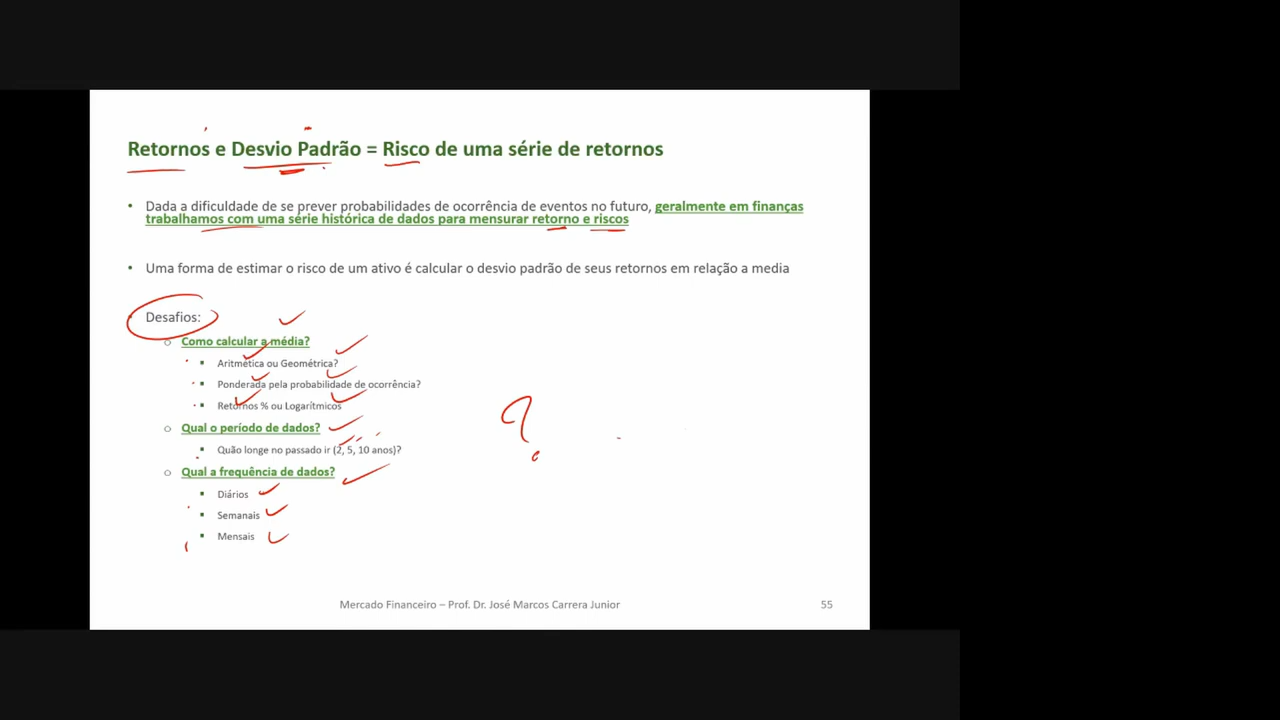 Retornos e Desvio Padrão = Risco de uma série de retornos
• Dada a dificuldade de se prever probabilidades de ocorrência de eventos no futuro, geralmente em finanças
trabalhamos com uma série histórica de dados para mensurar retorno e riscos
• Uma forma de estimar o risco de um ativo é calcular o desvio padrão de seus retornos em relação a media
Desafios:
o Como calcular a média?
▪ Aritmética ou Geométrica?
▪ Ponderada pela probabilidade de ocorrência?
▪ Retornos % ou Logarítmicos
o Qual o período de dados?
▪ Quão longe no passado ir (2, 5, 10 anos)?
o Qual a frequência de dados?
▪ Diários
▪ Semanais
▪ Mensais
?
Mercado Financeiro – Prof. Dr. José Marcos Carrera Junior
55